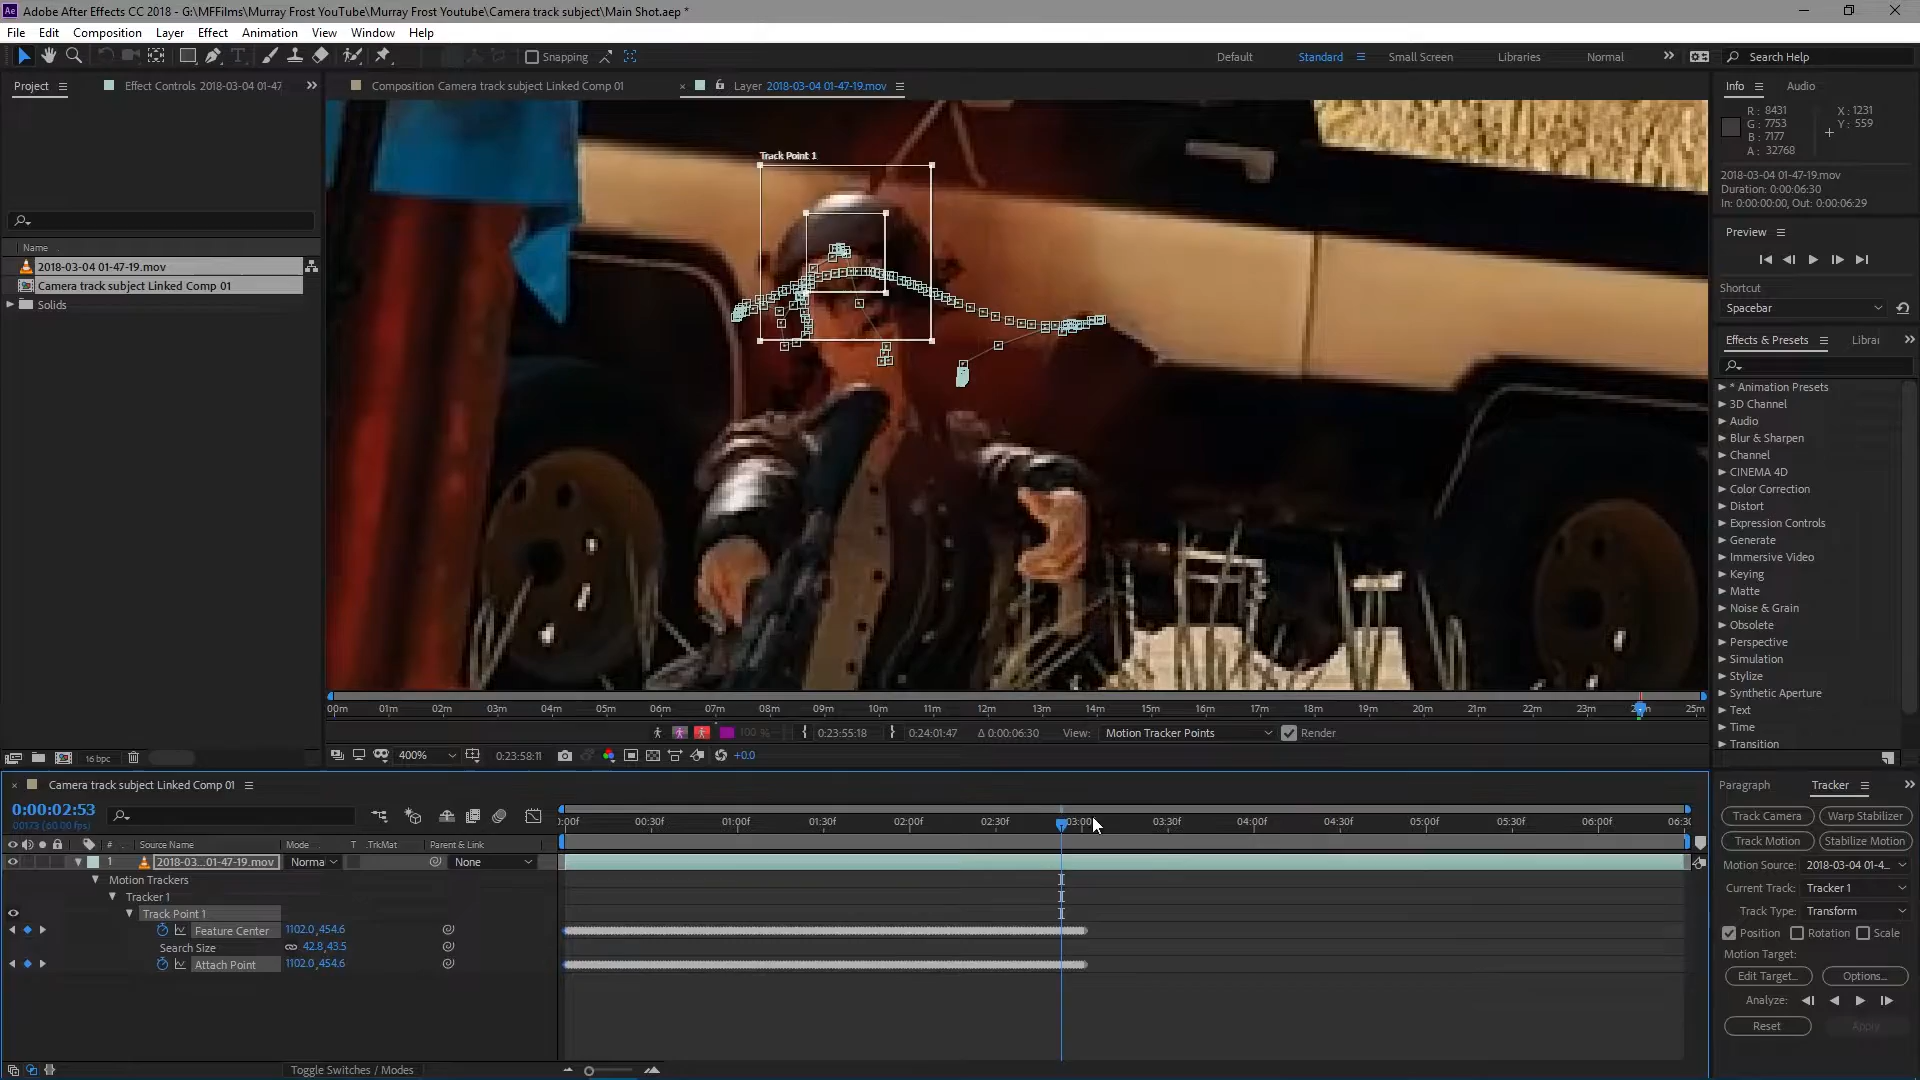 Ae Adobe After Effects CC 2018 - G:\MFFilms\Murray Frost YouTube\Murray Frost Youtube\Camera track subject\Main Shot.aep *
File Edit Composition Layer Effect Animation View Window Help
Snapping Default Standard Small Screen Libraries Normal Search Help
Project Effect Controls 2018-03-04 01-47
Composition Camera track subject Linked Comp 01
Layer 2018-03-04 01-47-19.mov
Info Audio
R : 8431
G : 7753
B : 7177
A : 32768
X : 1231
Y : 559
2018-03-04 01-47-19.mov
Duration: 0:00:06:30
In: 0:00:00:00, Out: 0:00:06:29
Preview
Shortcut
Spacebar
Effects & Presets Librai
* Animation Presets
3D Channel
Audio
Blur & Sharpen
Channel
CINEMA 4D
Color Correction
Distort
Expression Controls
Generate
Immersive Video
Keying
Matte
Noise & Grain
Obsolete
Perspective
Simulation
Stylize
Synthetic Aperture
Text
Time
Transition
Name
2018-03-04 01-47-19.mov
Camera track subject Linked Comp 01
Solids
16 bpc
Track Point 1
00m 01m 02m 03m 04m 05m 06m 07m 08m 09m 10m 11m 12m 13m 14m 15m 16m 17m 18m 19m 20m 21m 22m 23m 25m
100 % 0:23:55:18 0:24:01:47 Δ 0:00:06:30 View: Motion Tracker Points Render
400% 0:23:58:11 +0.0
Camera track subject Linked Comp 01
0:00:02:53
00173 (60.00 fps)
:00f 00:30f 01:00f 01:30f 02:00f 02:30f 03:00f 03:30f 04:00f 04:30f 05:00f 05:30f 06:00f 06:30
# Source Name Mode T .TrkMat Parent & Link
1 2018-03...01-47-19.mov Norma None
Motion Trackers
Tracker 1
Track Point 1
Feature Center 1102.0,454.6
Search Size 42.8,43.5
Attach Point 1102.0,454.6
Toggle Switches / Modes
Paragraph Tracker
Track Camera Warp Stabilizer
Track Motion Stabilize Motion
Motion Source: 2018-03-04 01-4...
Current Track: Tracker 1
Track Type: Transform
Position Rotation Scale
Motion Target:
Edit Target... Options...
Analyze:
Reset Apply